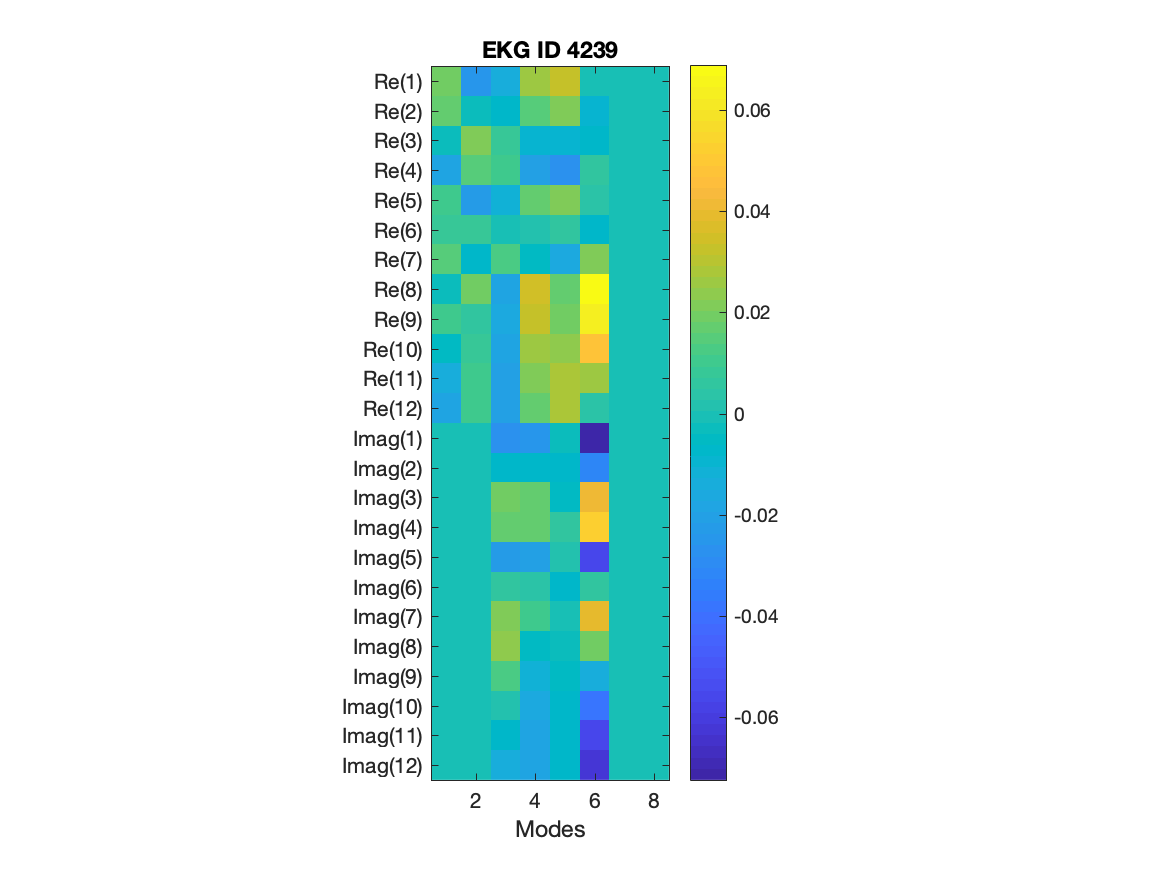 EKG ID 4239
Re(1)
Re(2)
Re(3)
Re(4)
Re(5)
Re(6)
Re(7)
Re(8)
Re(9)
Re(10)
Re(11)
Re(12)
Imag(1)
Imag(2)
Imag(3)
Imag(4)
Imag(5)
Imag(6)
Imag(7)
Imag(8)
Imag(9)
Imag(10)
Imag(11)
Imag(12)
2 4 6 8
Modes
0.06
0.04
0.02
0
-0.02
-0.04
-0.06